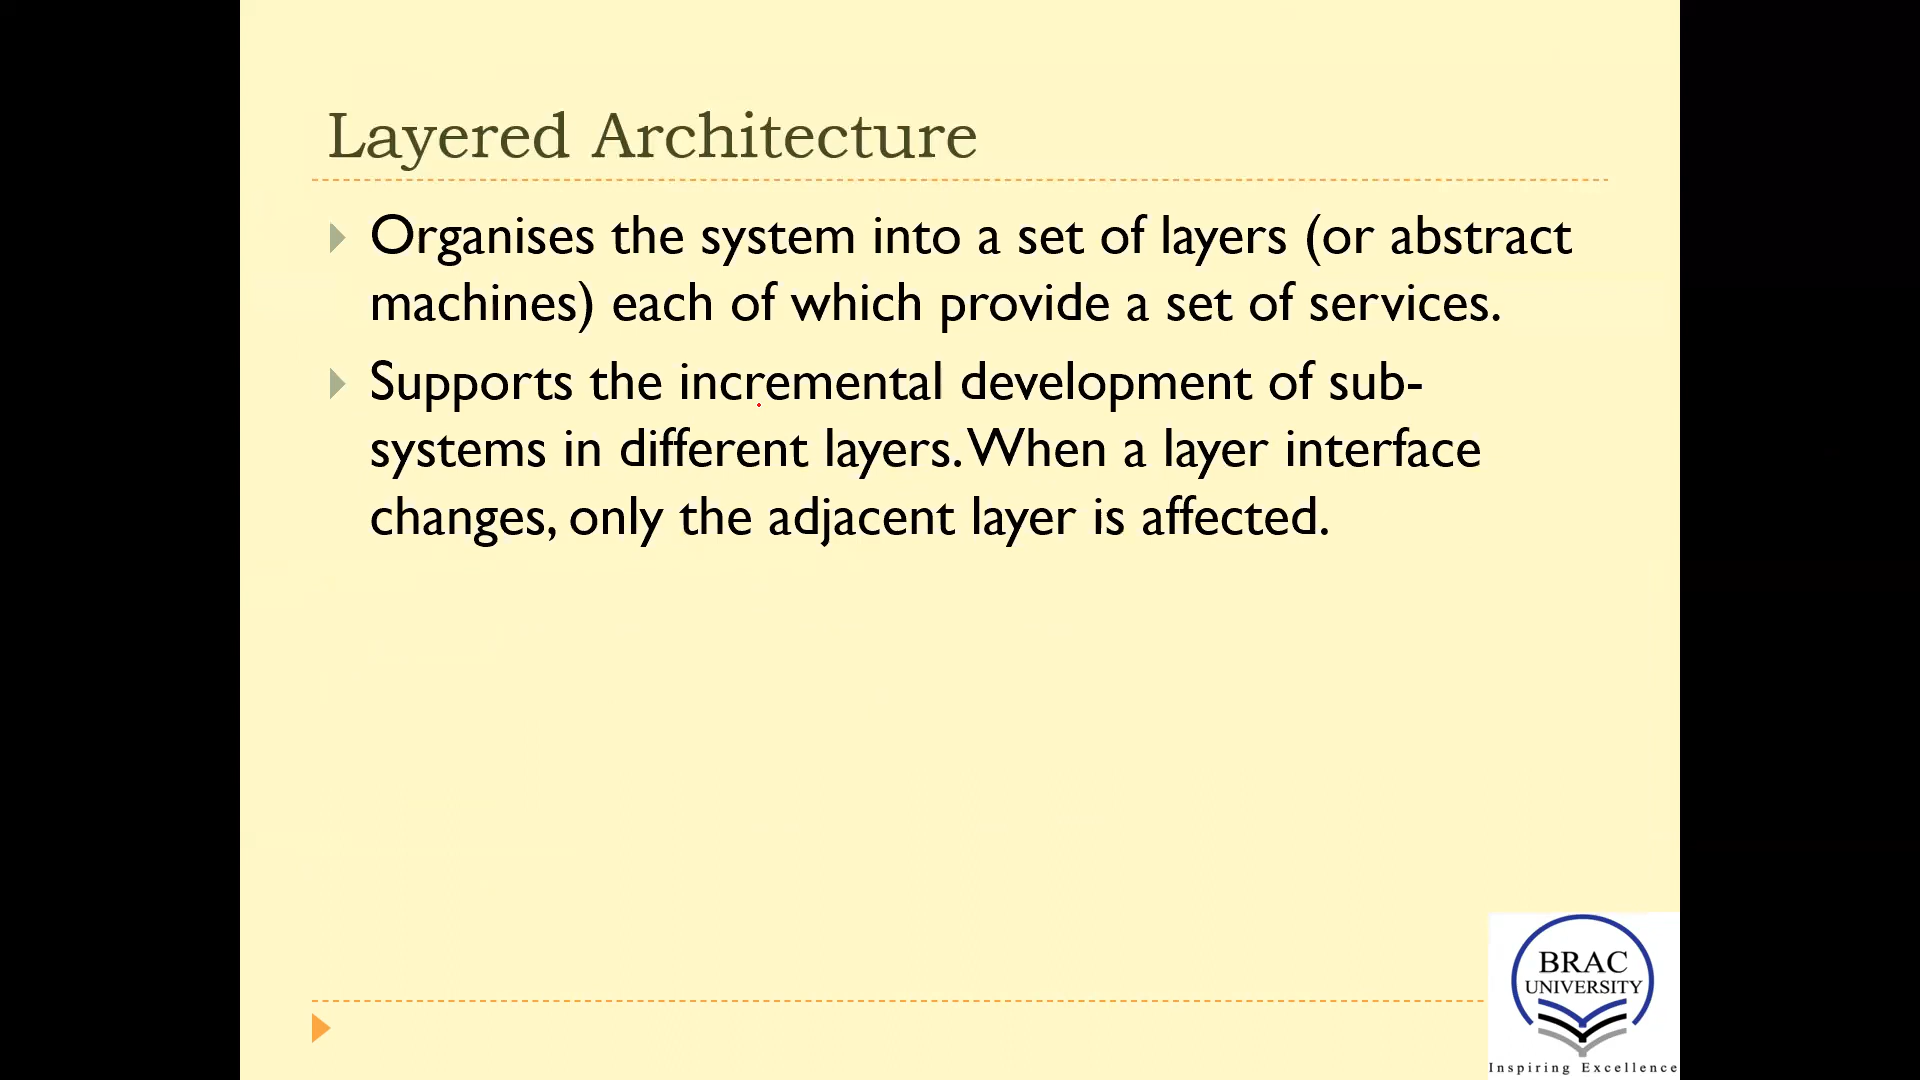 Layered Architecture
Organises the system into a set of layers (or abstract
machines) each of which provide a set of services.
Supports the incremental development of sub-
systems in different layers. When a layer interface
changes, only the adjacent layer is affected.
BRAC
UNIVERSITY
Inspiring Excellence